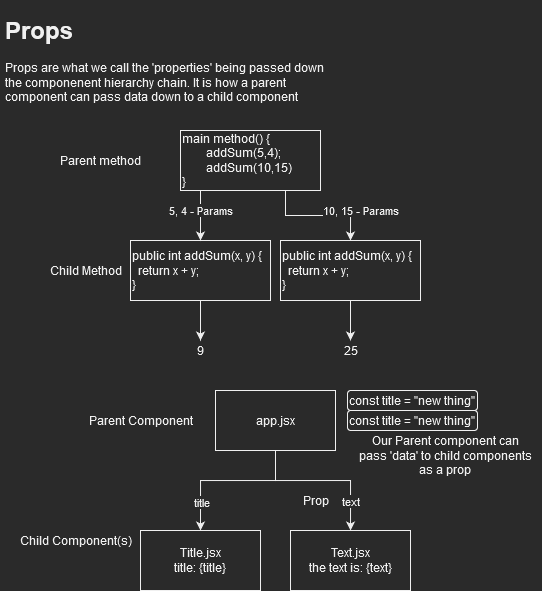 Props
Props are what we call the 'properties' being passed down
the componenent hierarchy chain. It is how a parent
component can pass data down to a child component
Parent method
main method() {
addSum(5,4);
addSum(10,15)
}
5, 4 - Params
10, 15 - Params
Child Method
public int addSum(x, y) {
return x + y;
}
public int addSum(x, y) {
return x + y;
}
9
25
Parent Component
app.jsx
const title = "new thing"
const title = "new thing"
Our Parent component can
pass 'data' to child components
as a prop
title
Prop
text
Child Component(s)
Title.jsx
title: {title}
Text.jsx
the text is: {text}